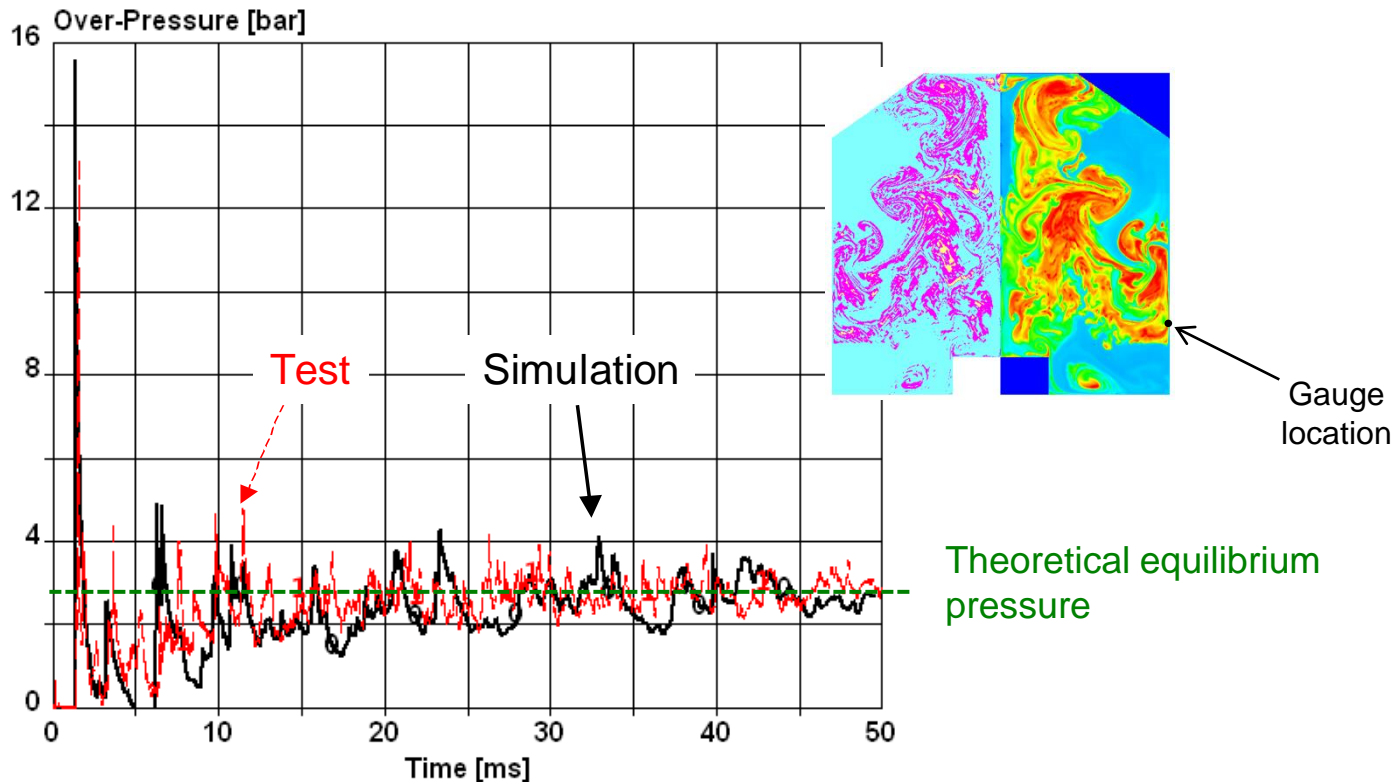 Over-Pressure [bar]
16
12
8
4
0
0 10 20 30 40 50
Time [ms]
Test
Simulation
Gauge
location
Theoretical equilibrium
pressure